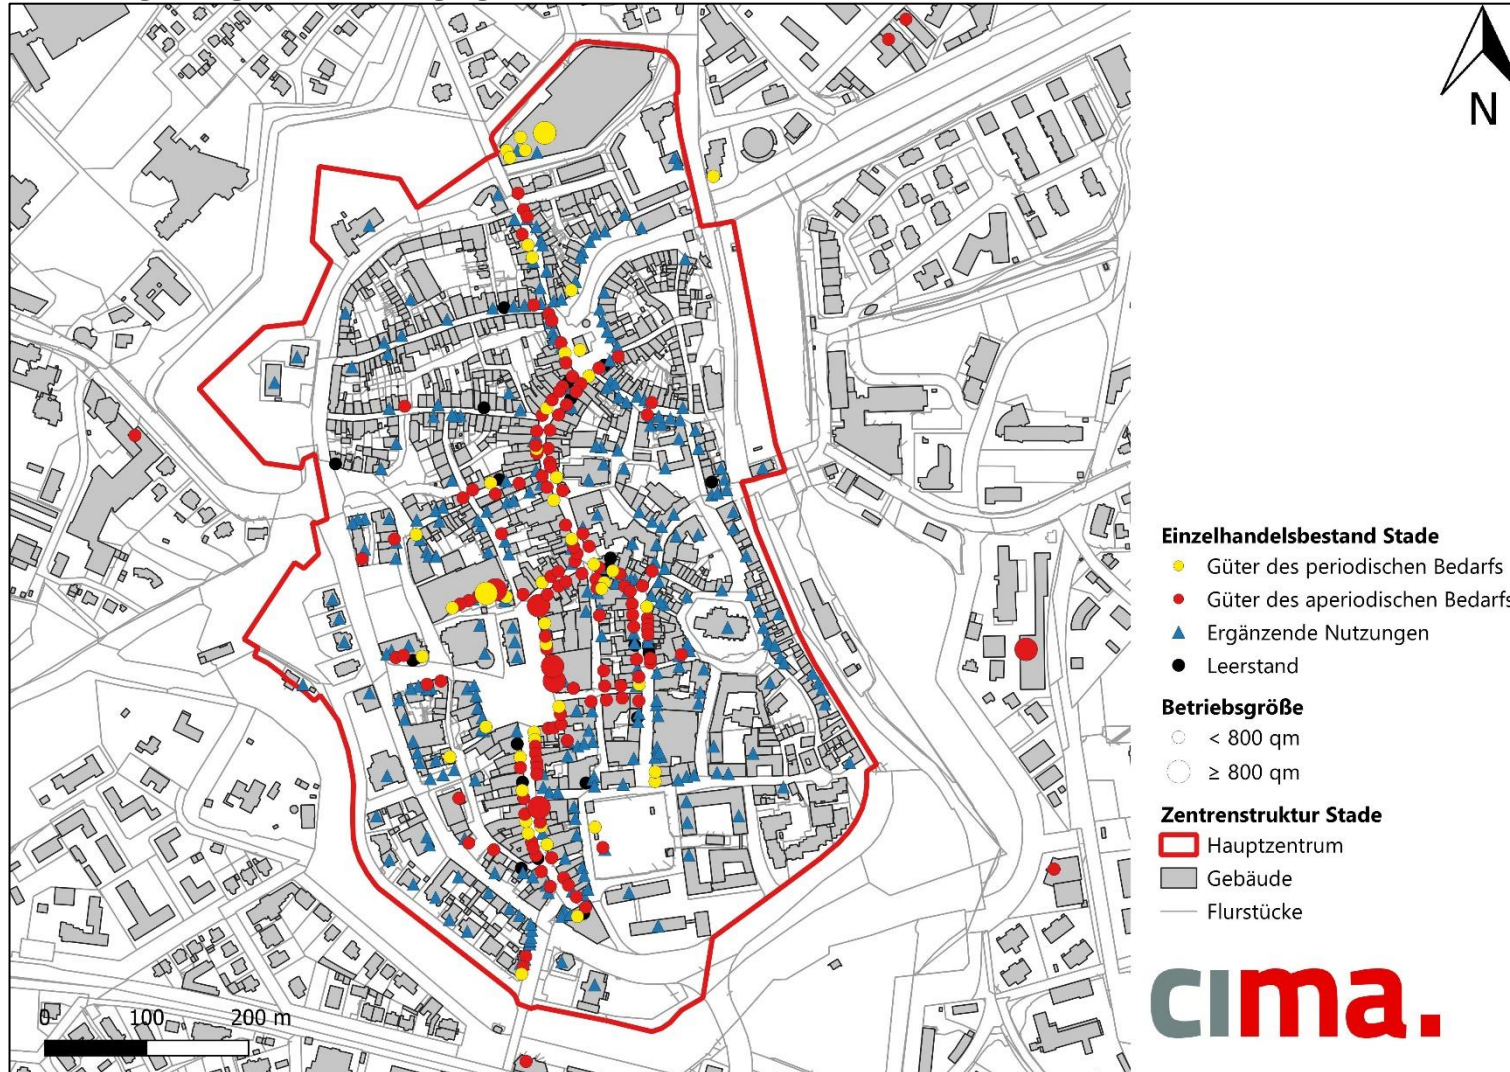 N
Einzelhandelsbestand Stade
Güter des periodischen Bedarfs
Güter des aperiodischen Bedarfs
Ergänzende Nutzungen
Leerstand
Betriebsgröße
< 800 qm
≥ 800 qm
Zentrenstruktur Stade
Hauptzentrum
Gebäude
Flurstücke
0 100 200 m
cima.